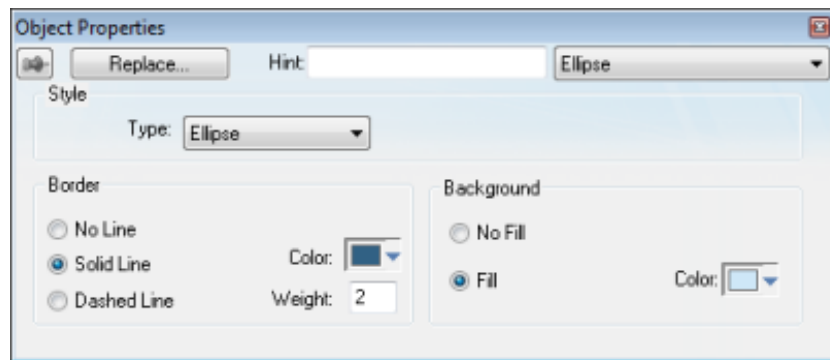 Object Properties
Replace... Hint: Ellipse
Style
Type: Ellipse
Border
No Line
Solid Line
Dashed Line
Color:
Weight: 2
Background
No Fill
Fill
Color: